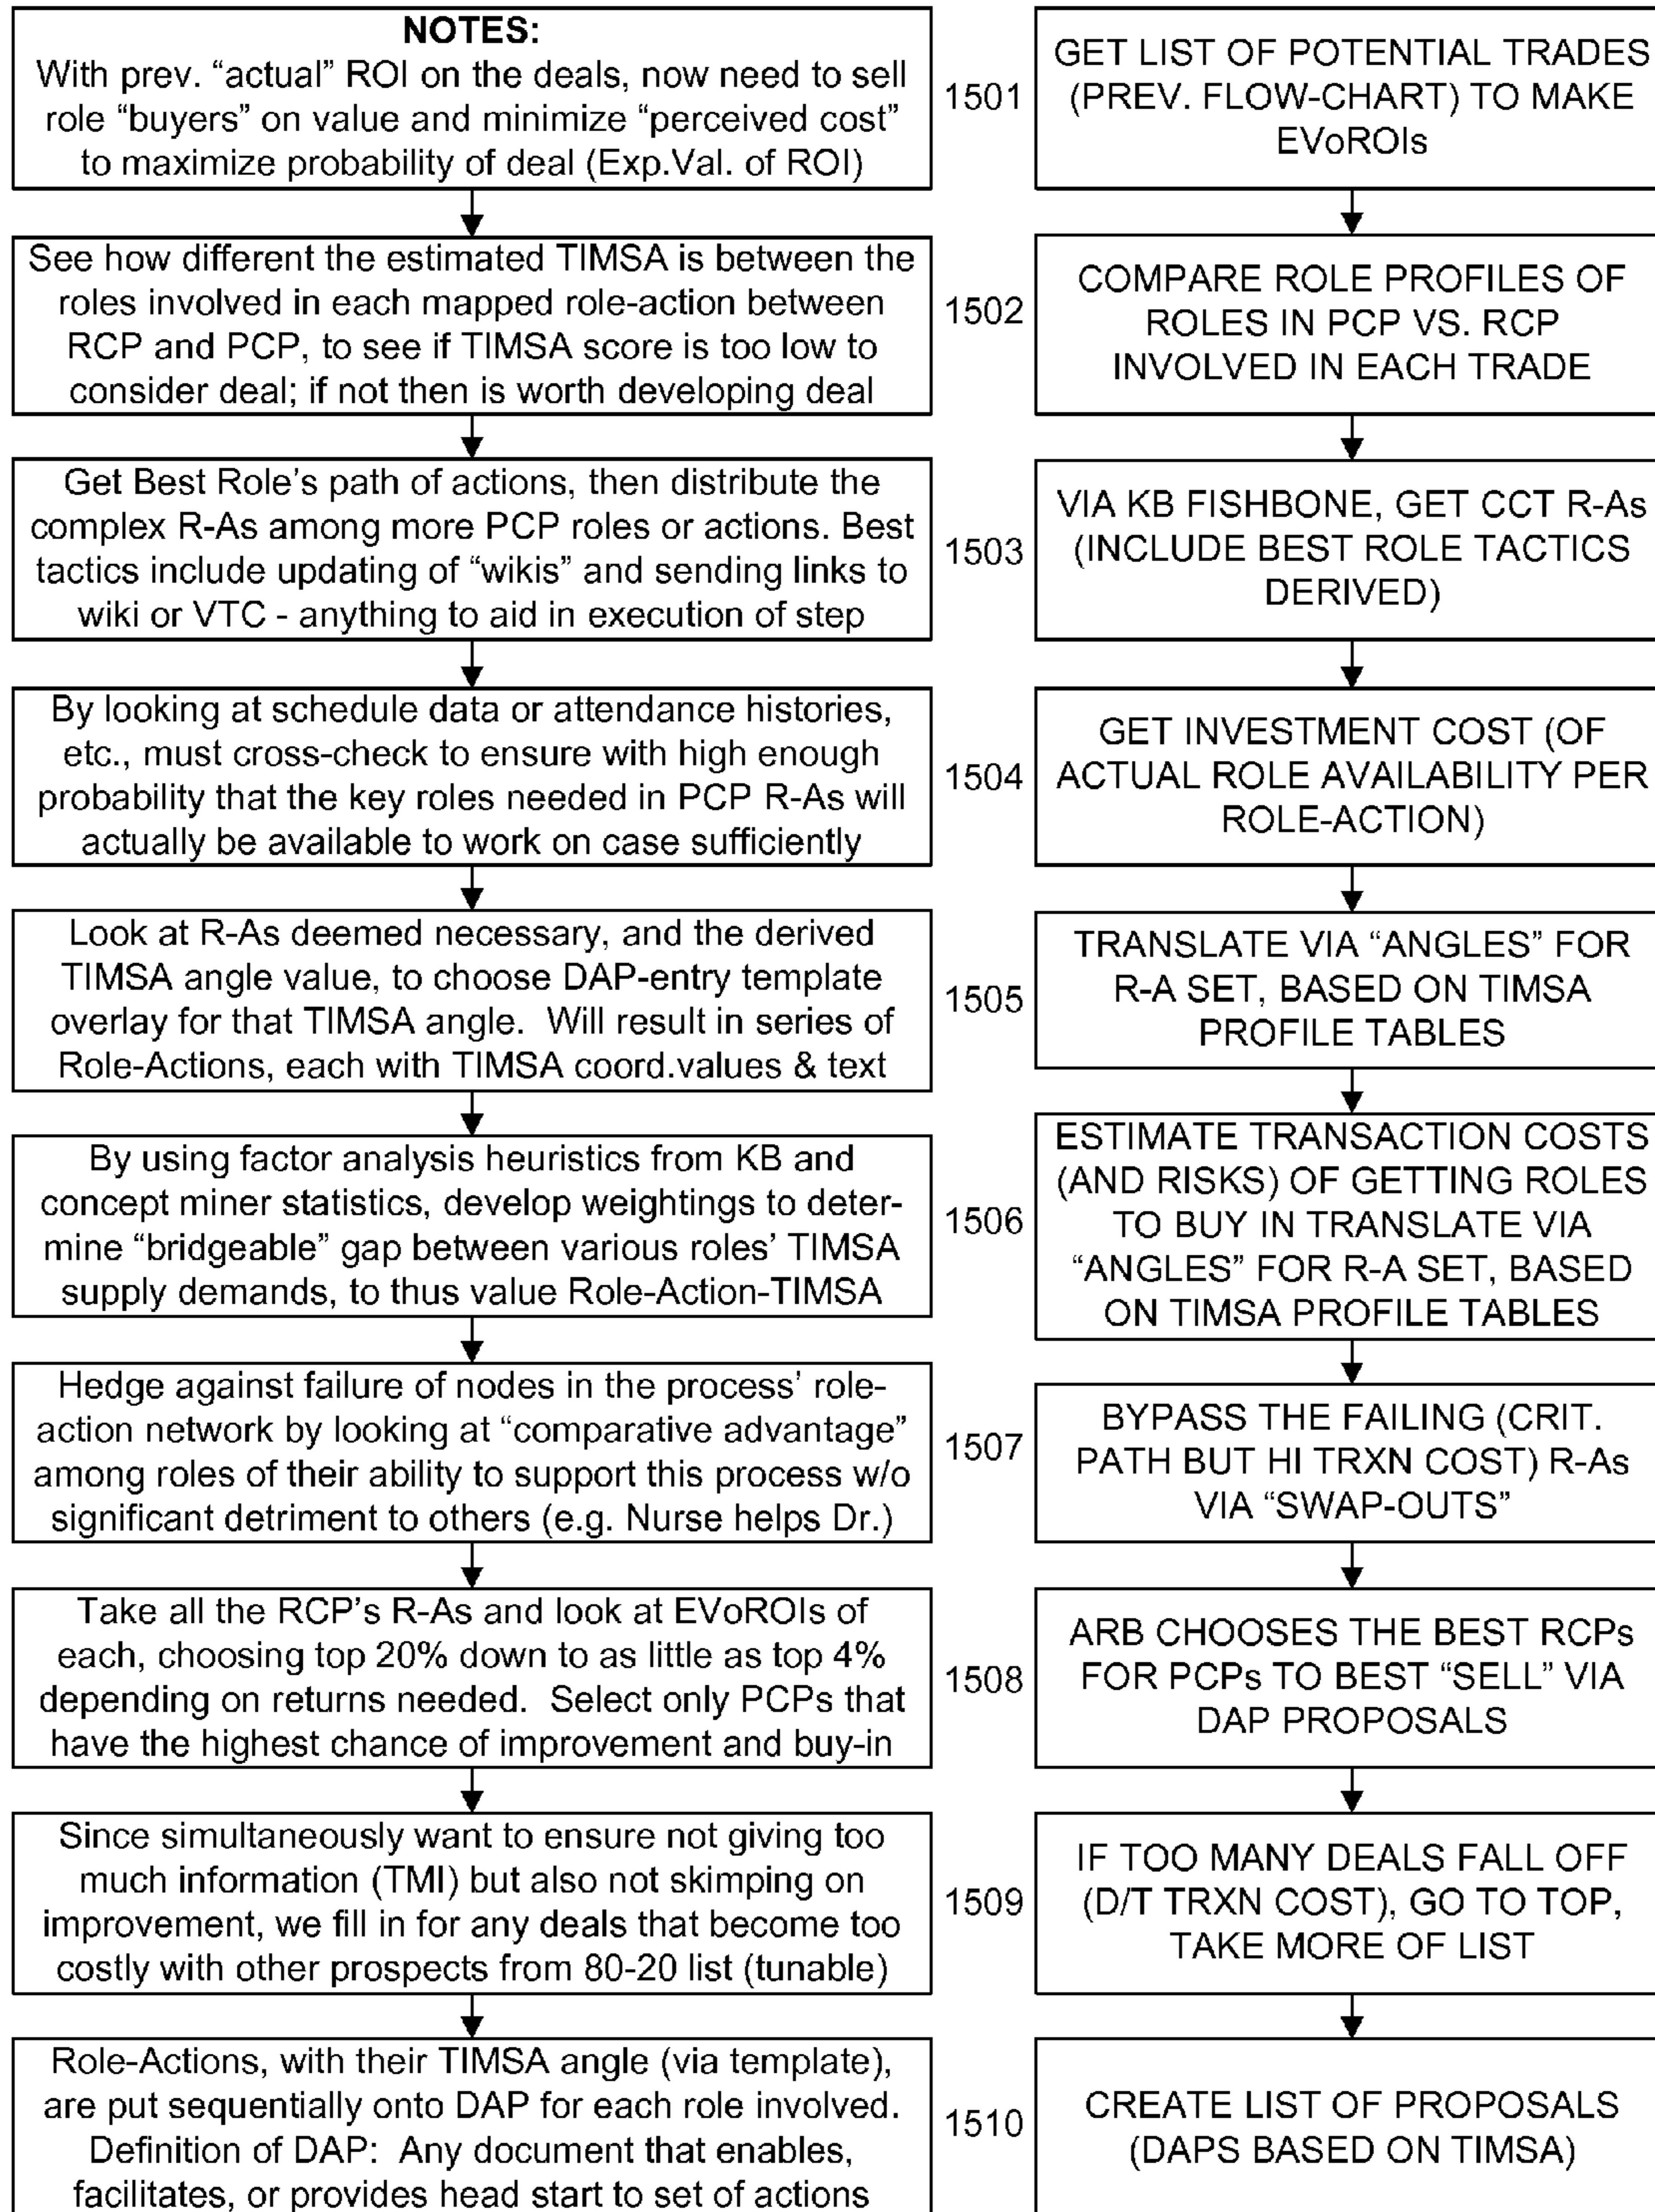 NOTES:
With prev. “actual” ROI on the deals, now need to sell
role “buyers” on value and minimize “perceived cost”
to maximize probability of deal (Exp.Val. of ROI)
1501
GET LIST OF POTENTIAL TRADES
(PREV. FLOW-CHART) TO MAKE
EVoROIs
See how different the estimated TIMSA is between the
roles involved in each mapped role-action between
RCP and PCP, to see if TIMSA score is too low to
consider deal; if not then is worth developing deal
1502
COMPARE ROLE PROFILES OF
ROLES IN PCP VS. RCP
INVOLVED IN EACH TRADE
Get Best Role’s path of actions, then distribute the
complex R-As among more PCP roles or actions. Best
tactics include updating of “wikis” and sending links to
wiki or VTC - anything to aid in execution of step
1503
VIA KB FISHBONE, GET CCT R-As
(INCLUDE BEST ROLE TACTICS
DERIVED)
By looking at schedule data or attendance histories,
etc., must cross-check to ensure with high enough
probability that the key roles needed in PCP R-As will
actually be available to work on case sufficiently
1504
GET INVESTMENT COST (OF
ACTUAL ROLE AVAILABILITY PER
ROLE-ACTION)
Look at R-As deemed necessary, and the derived
TIMSA angle value, to choose DAP-entry template
overlay for that TIMSA angle.  Will result in series of
Role-Actions, each with TIMSA coord.values & text
1505
TRANSLATE VIA “ANGLES” FOR
R-A SET, BASED ON TIMSA
PROFILE TABLES
By using factor analysis heuristics from KB and
concept miner statistics, develop weightings to deter-
mine “bridgeable” gap between various roles’ TIMSA
supply demands, to thus value Role-Action-TIMSA
1506
ESTIMATE TRANSACTION COSTS
(AND RISKS) OF GETTING ROLES
TO BUY IN TRANSLATE VIA
“ANGLES” FOR R-A SET, BASED
ON TIMSA PROFILE TABLES
Hedge against failure of nodes in the process’ role-
action network by looking at “comparative advantage”
among roles of their ability to support this process w/o
significant detriment to others (e.g. Nurse helps Dr.)
1507
BYPASS THE FAILING (CRIT.
PATH BUT HI TRXN COST) R-As
VIA “SWAP-OUTS”
Take all the RCP’s R-As and look at EVoROIs of
each, choosing top 20% down to as little as top 4%
depending on returns needed.  Select only PCPs that
have the highest chance of improvement and buy-in
1508
ARB CHOOSES THE BEST RCPs
FOR PCPs TO BEST “SELL” VIA
DAP PROPOSALS
Since simultaneously want to ensure not giving too
much information (TMI) but also not skimping on
improvement, we fill in for any deals that become too
costly with other prospects from 80-20 list (tunable)
1509
IF TOO MANY DEALS FALL OFF
(D/T TRXN COST), GO TO TOP,
TAKE MORE OF LIST
Role-Actions, with their TIMSA angle (via template),
are put sequentially onto DAP for each role involved.
Definition of DAP:  Any document that enables,
facilitates, or provides head start to set of actions
1510
CREATE LIST OF PROPOSALS
(DAPS BASED ON TIMSA)